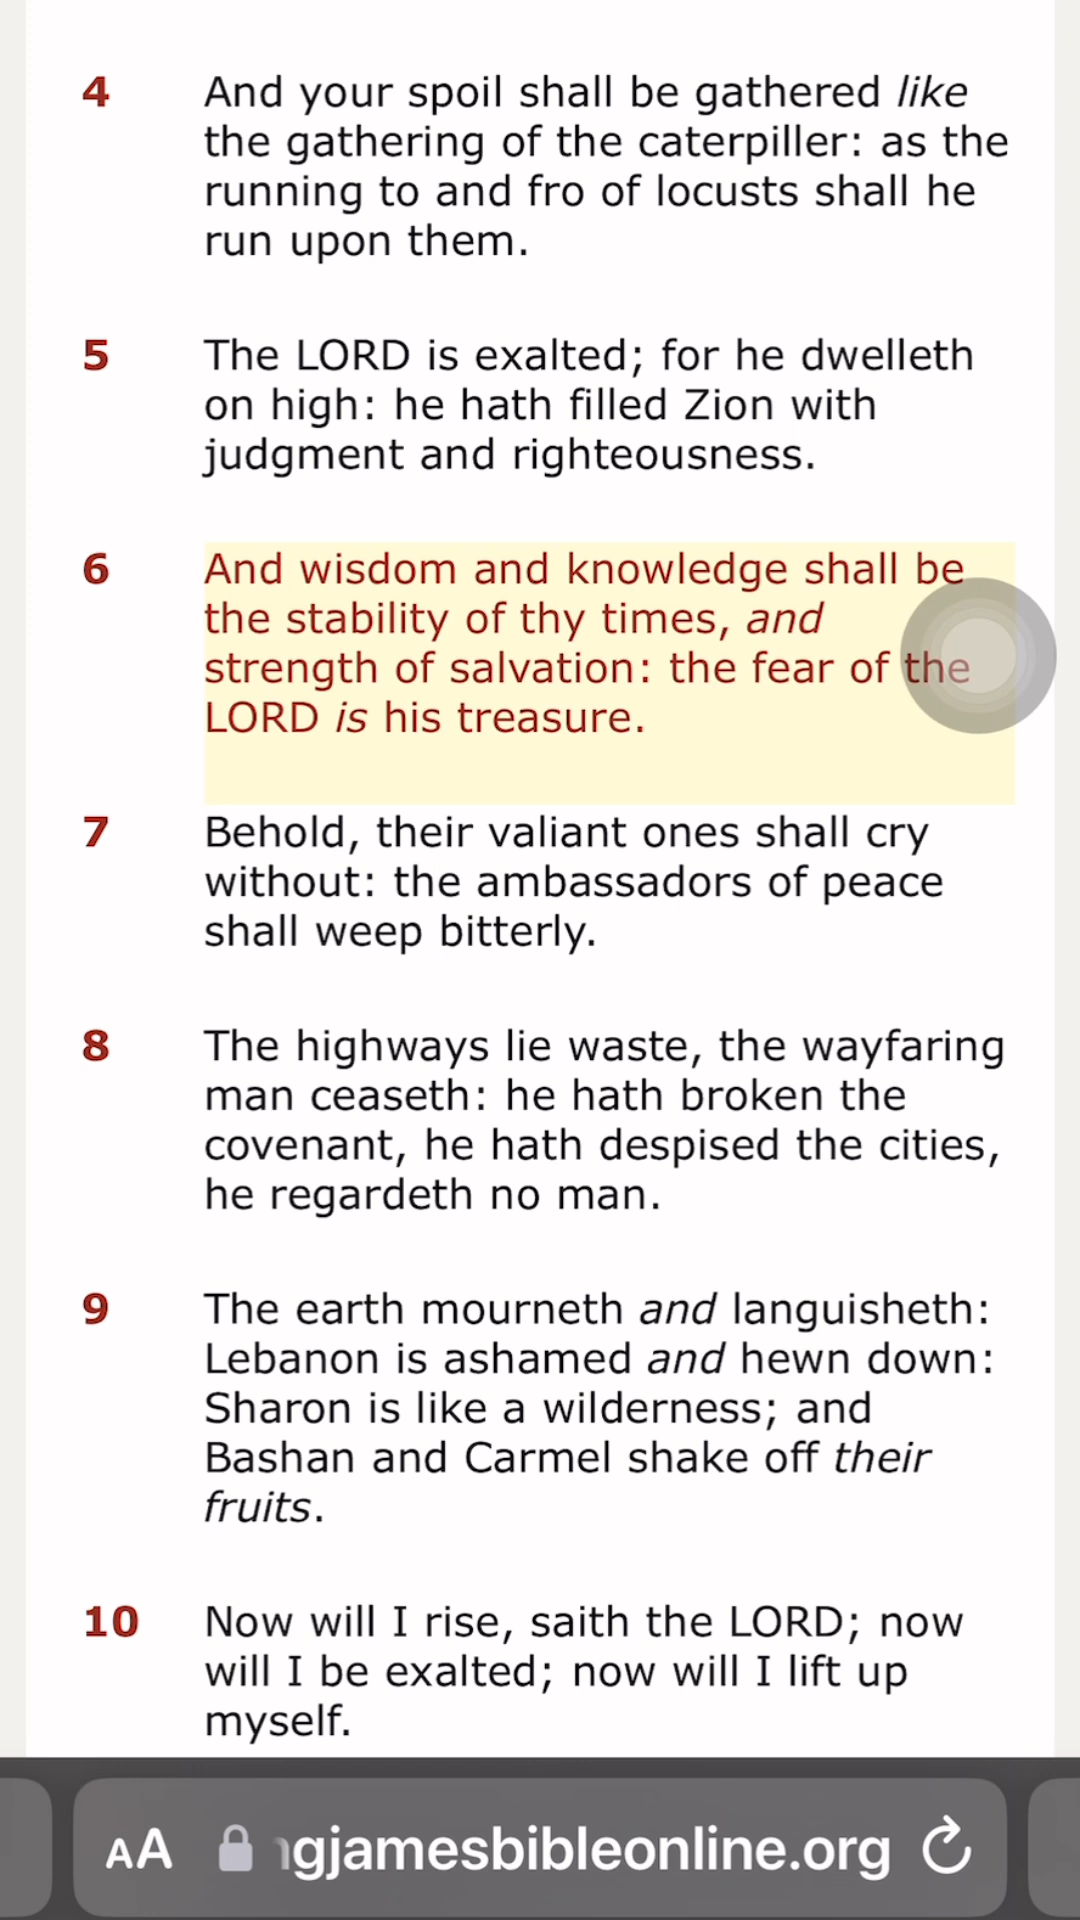 4 And your spoil shall be gathered like
the gathering of the caterpiller: as the
running to and fro of locusts shall he
run upon them.
5 The LORD is exalted; for he dwelleth
on high: he hath filled Zion with
judgment and righteousness.
6 And wisdom and knowledge shall be
the stability of thy times, and
strength of salvation: the fear of the
LORD is his treasure.
7 Behold, their valiant ones shall cry
without: the ambassadors of peace
shall weep bitterly.
8 The highways lie waste, the wayfaring
man ceaseth: he hath broken the
covenant, he hath despised the cities,
he regardeth no man.
9 The earth mourneth and languisheth:
Lebanon is ashamed and hewn down:
Sharon is like a wilderness; and
Bashan and Carmel shake off their
fruits.
10 Now will I rise, saith the LORD; now
will I be exalted; now will I lift up
myself.
AA gjamesbibleonline.org